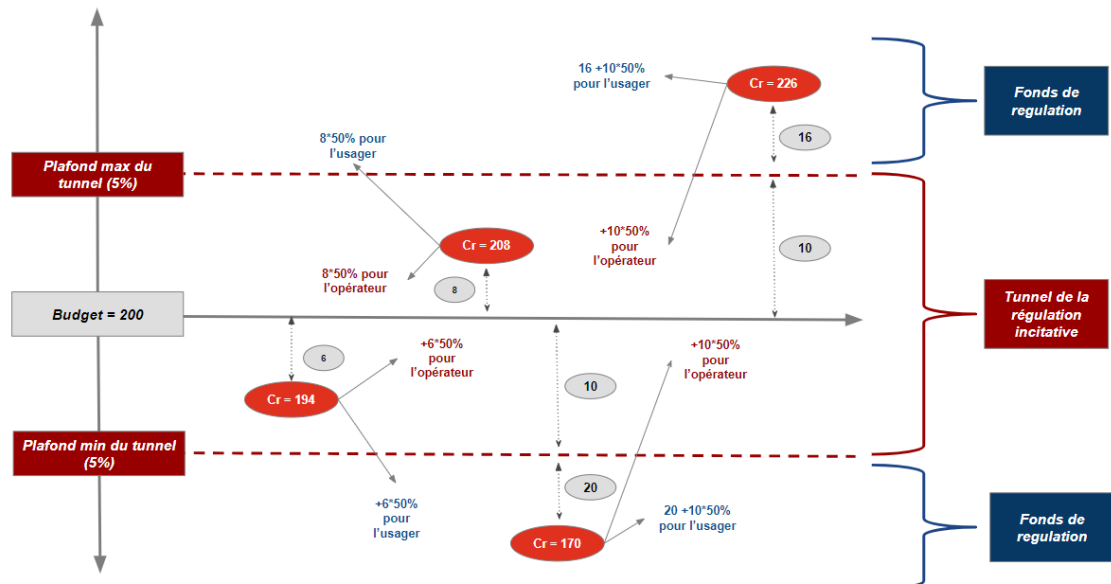 16 +10*50%
pour l'usager
Cr = 226
Fonds de
regulation
16
8*50% pour
l'usager
Plafond max du
tunnel (5%)
Cr = 208
+10*50%
pour
l'opérateur
10
8*50% pour
l'opérateur
8
Budget = 200
Tunnel de la
régulation
incitative
6
+6*50%
pour
l'opérateur
+10*50%
pour
l'opérateur
10
Cr = 194
Plafond min du tunnel
(5%)
20
+6*50%
pour
l'usager
20 +10*50%
pour l'usager
Cr = 170
Fonds de
regulation